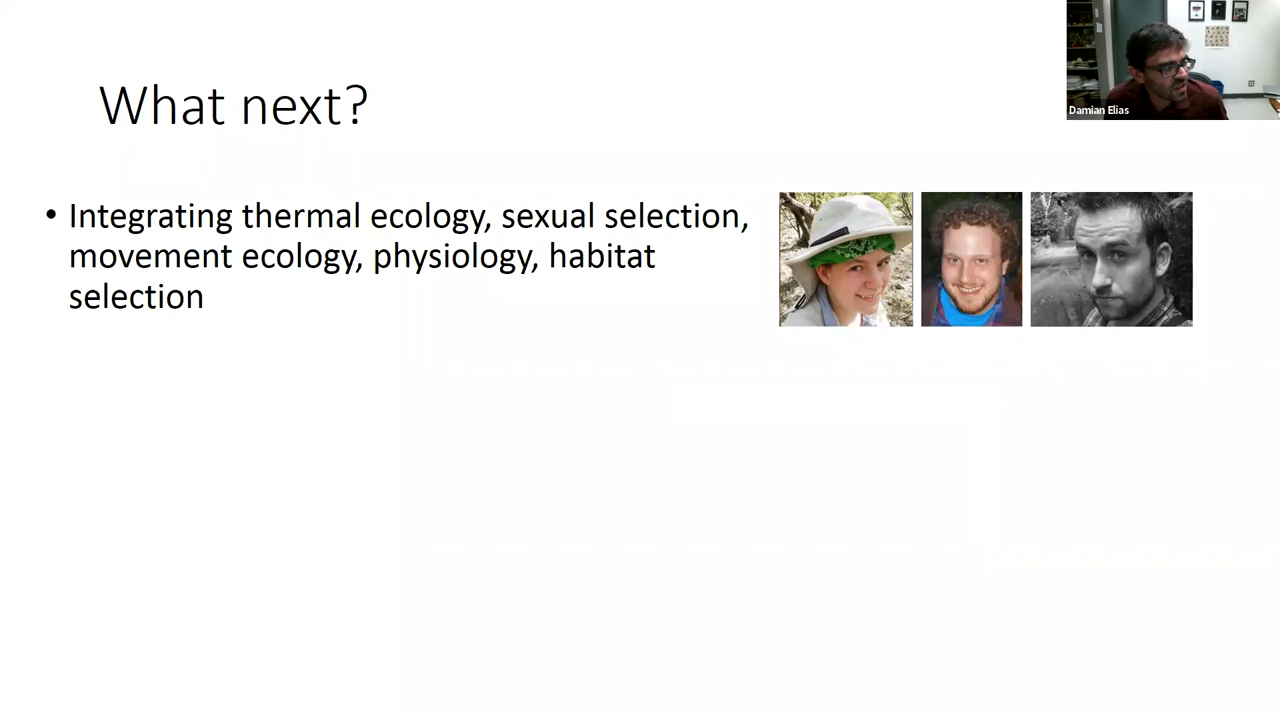 What next?
• Integrating thermal ecology, sexual selection,
movement ecology, physiology, habitat
selection
Damian Elias